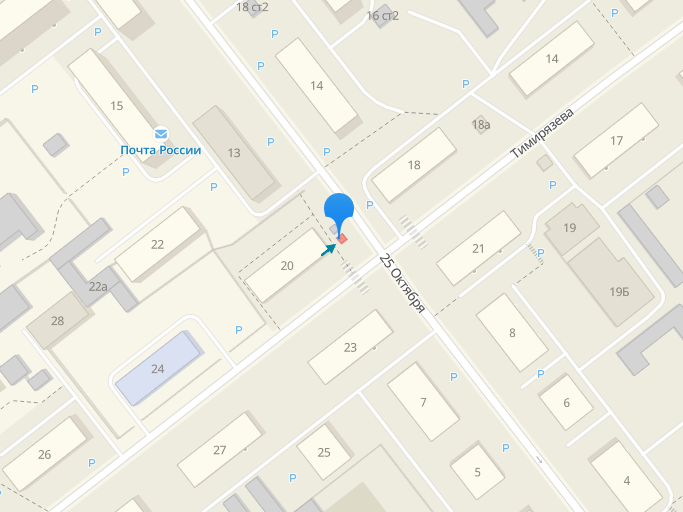 18 ст2
16 ст2
P
P
P
14
14
P
P
P
15
18а
Тимирязева
17
Почта России
13
P
P
P
P
18
P
P
22
20
21
19
P
22а
19Б
28
P
25 Октября
23
8
24
P
7
P
6
27
26
P
25
P
5
P
4